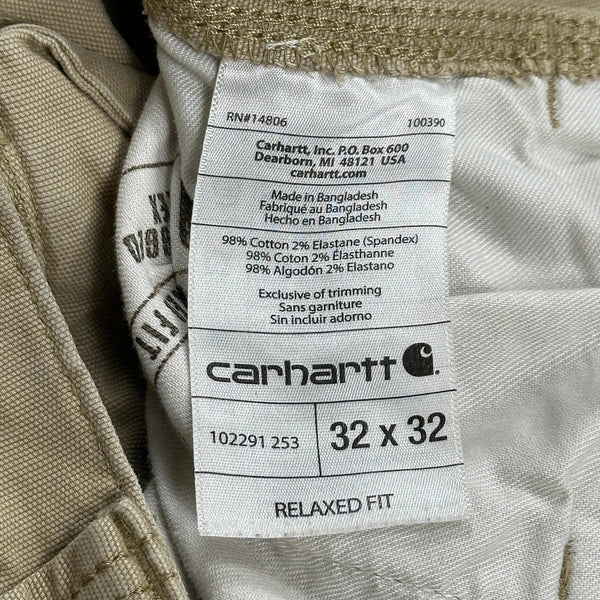 RN#14806 100390
Carhartt, Inc. P.O. Box 600
Dearborn, MI 48121 USA
carhartt.com
Made in Bangladesh
Fabriqué au Bangladesh
Hecho en Bangladesh
98% Cotton 2% Elastane (Spandex)
98% Coton 2% Élasthanne
98% Algodón 2% Elastano
Exclusive of trimming
Sans garniture
Sin incluir adorno
carhartt
102291 253 32 x 32
RELAXED FIT
FIT